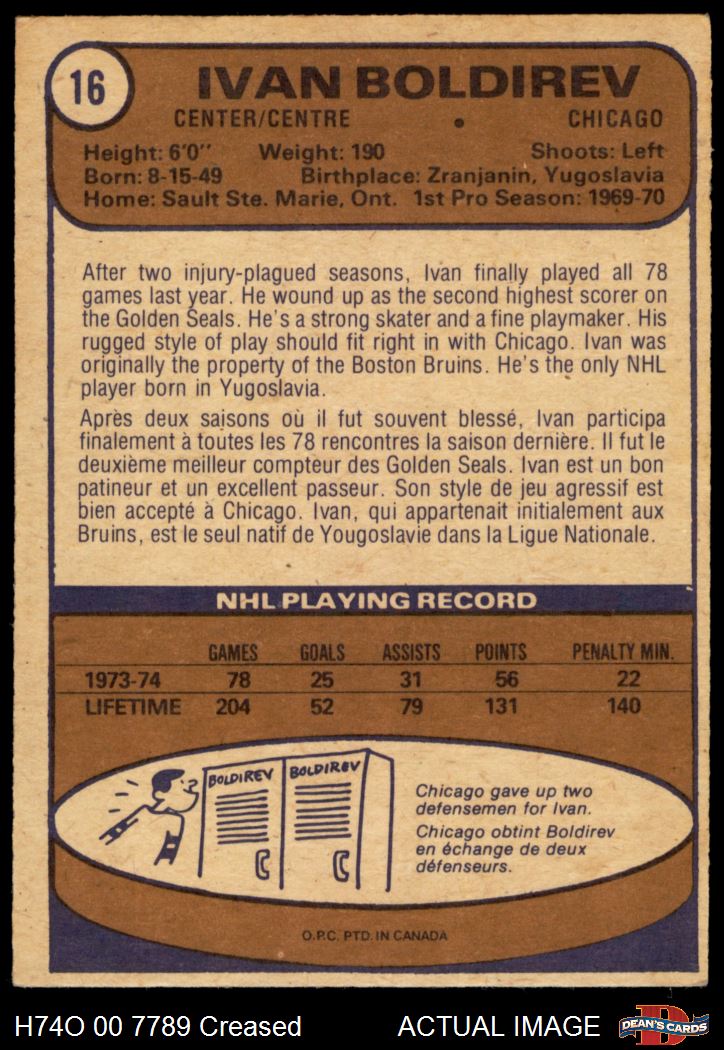 16
IVAN BOLDIREV
CENTER/CENTRE • CHICAGO
Height: 6'0" Weight: 190 Shoots: Left
Born: 8-15-49 Birthplace: Zranjanin, Yugoslavia
Home: Sault Ste. Marie, Ont. 1st Pro Season: 1969-70
After two injury-plagued seasons, Ivan finally played all 78
games last year. He wound up as the second highest scorer on
the Golden Seals. He's a strong skater and a fine playmaker. His
rugged style of play should fit right in with Chicago. Ivan was
originally the property of the Boston Bruins. He's the only NHL
player born in Yugoslavia.
Après deux saisons où il fut souvent blessé, Ivan participa
finalement à toutes les 78 rencontres la saison dernière. Il fut le
deuxième meilleur compteur des Golden Seals. Ivan est un bon
patineur et un excellent passeur. Son style de jeu agressif est
bien accepté à Chicago. Ivan, qui appartenait initialement aux
Bruins, est le seul natif de Yougoslavie dans la Ligue Nationale.
NHL PLAYING RECORD
GAMES GOALS ASSISTS POINTS PENALTY MIN.
1973-74 78 25 31 56 22
LIFETIME 204 52 79 131 140
BOLDIREV BOLDIREV
Chicago gave up two
defensemen for Ivan.
Chicago obtint Boldirev
en échange de deux
défenseurs.
O.P.C. PTD. IN CANADA
H74O 00 7789 Creased ACTUAL IMAGE
D
DEAN'S CARDS